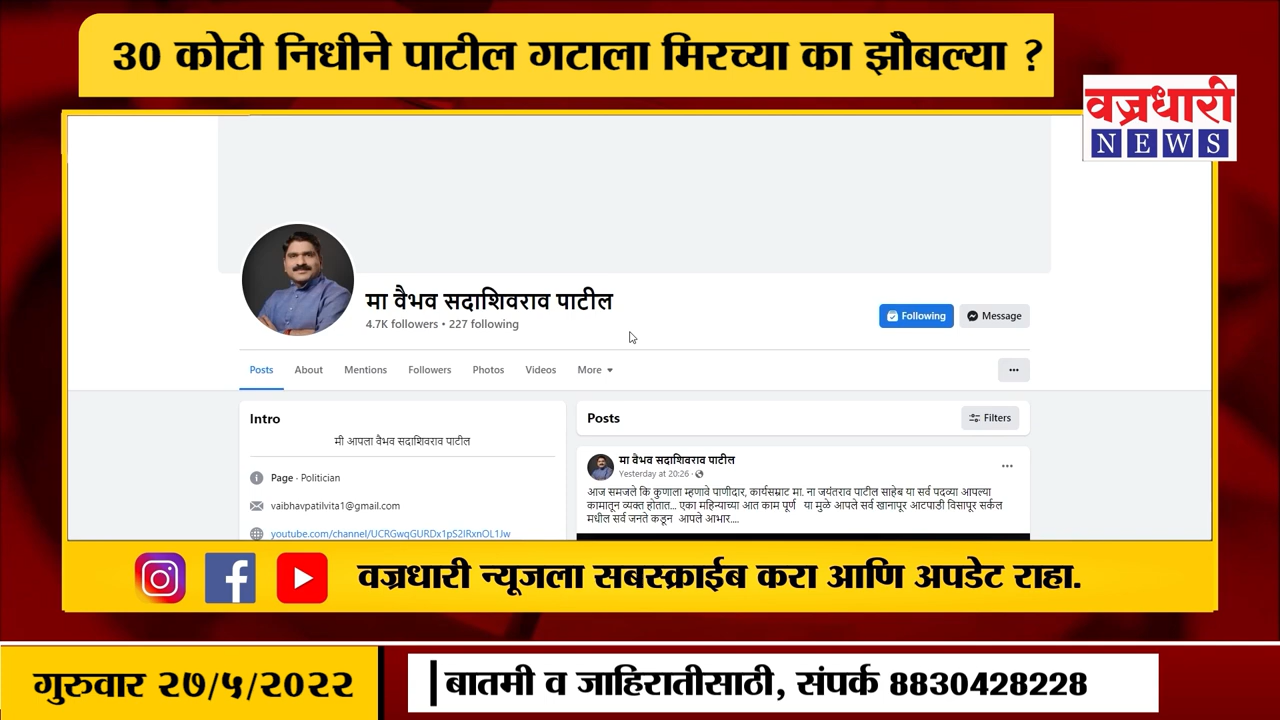 30 कोटी निधीने पाटील गटाला मिरच्या का झोंबल्या ?
वज्रधारी
NEWS
मा वैभव सदाशिवराव पाटील
4.7K followers • 227 following
Following
Message
Posts About Mentions Followers Photos Videos More
Intro
मी आपला वैभव सदाशिवराव पाटील
Page · Politician
vaibhavpatilvita1@gmail.com
youtube.com/channel/UCRGwqGURDx1pS2IRxnOL1Jw
Posts
Filters
मा वैभव सदाशिवराव पाटील
Yesterday at 20:26
आज समजले कि कुणाला म्हणावे पाणीदार, कार्यसम्राट मा. ना जयंतराव पाटील साहेब या सर्व पदव्या आपल्या
कामातून व्यक्त होतात... एका महिन्याच्या आत काम पूर्ण या मुळे आपले सर्व खानापूर आटपाडी विसापूर सर्कल
मधील सर्व जनते कडून आपले आभार....
वज्रधारी न्यूजला सबस्क्राईब करा आणि अपडेट राहा.
गुरुवार २७/५/२०२२
बातमी व जाहिरातीसाठी, संपर्क 8830428228